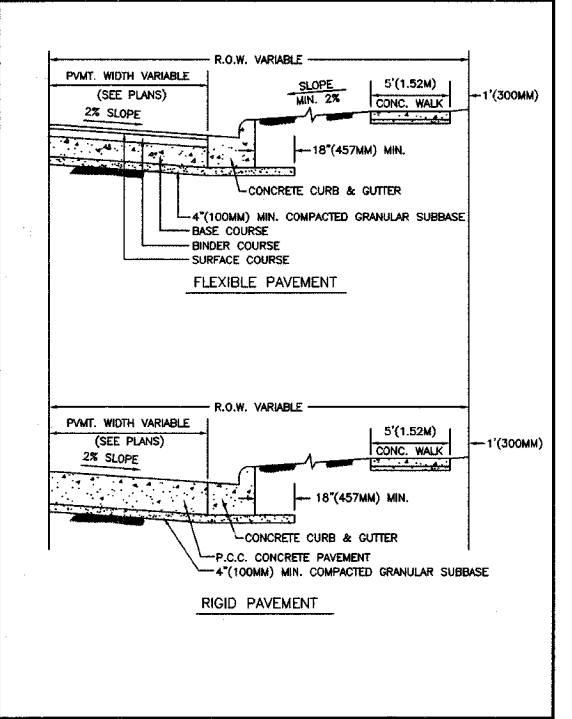 R.O.W. VARIABLE
PVMT. WIDTH VARIABLE
(SEE PLANS)
2% SLOPE
SLOPE
MIN. 2%
5'(1.52M)
CONC. WALK
1'(300MM)
18"(457MM) MIN.
CONCRETE CURB & GUTTER
4"(100MM) MIN. COMPACTED GRANULAR SUBBASE
BASE COURSE
BINDER COURSE
SURFACE COURSE
FLEXIBLE PAVEMENT
R.O.W. VARIABLE
PVMT. WIDTH VARIABLE
(SEE PLANS)
2% SLOPE
5'(1.52M)
CONC. WALK
1'(300MM)
18"(457MM) MIN.
CONCRETE CURB & GUTTER
P.C.C. CONCRETE PAVEMENT
4"(100MM) MIN. COMPACTED GRANULAR SUBBASE
RIGID PAVEMENT